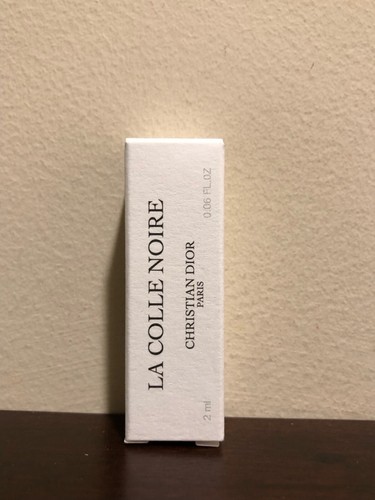 LA COLLE NOIRE
CHRISTIAN DIOR
PARIS
2 ml
0.06 FL.OZ